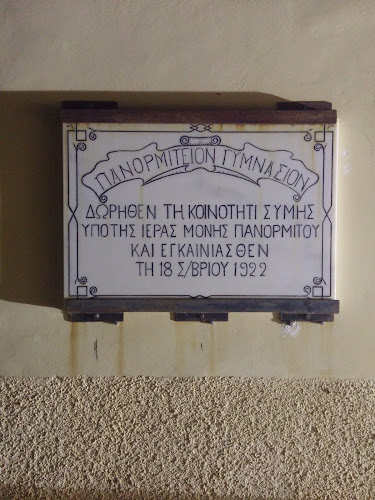 ΠΑΝΟΡΜΙΤΕΙΟΝ ΓΥΜΝΑΣΙΟΝ
ΔΩΡΗΘΕΝ ΤΗ ΚΟΙΝΟΤΗΤΙ ΣΥΜΗΣ
ΥΠΟ ΤΗΣ ΙΕΡΑΣ ΜΟΝΗΣ ΠΑΝΟΡΜΙΤΟΥ
ΚΑΙ ΕΓΚΑΙΝΙΑΣΘΕΝ
ΤΗ 18 Σ/ΒΡΙΟΥ 1922